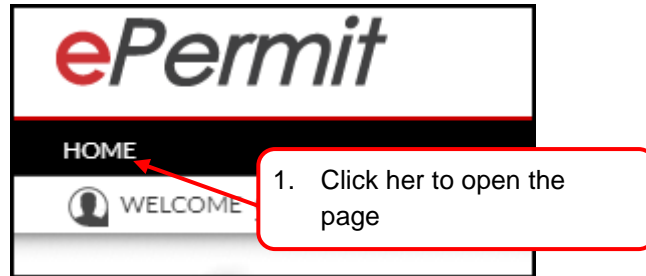 ePermit
HOME
1. Click her to open the
page
WELCOME